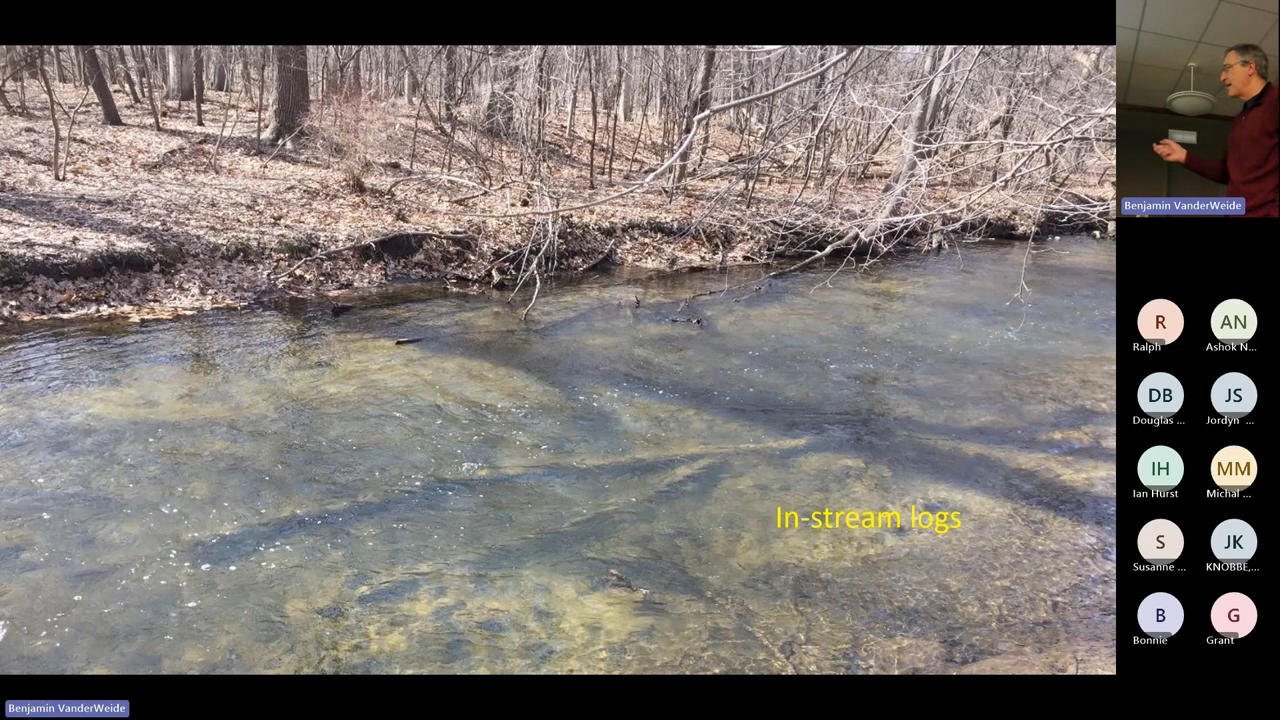 In-stream logs
Benjamin VanderWeide
R
AN
Ralph
Ashok N...
DB
JS
Douglas ...
Jordyn ...
IH
MM
Ian Hurst
Michal ...
S
JK
Susanne ...
KNOBBE,...
B
G
Bonnie
Grant
Benjamin VanderWeide